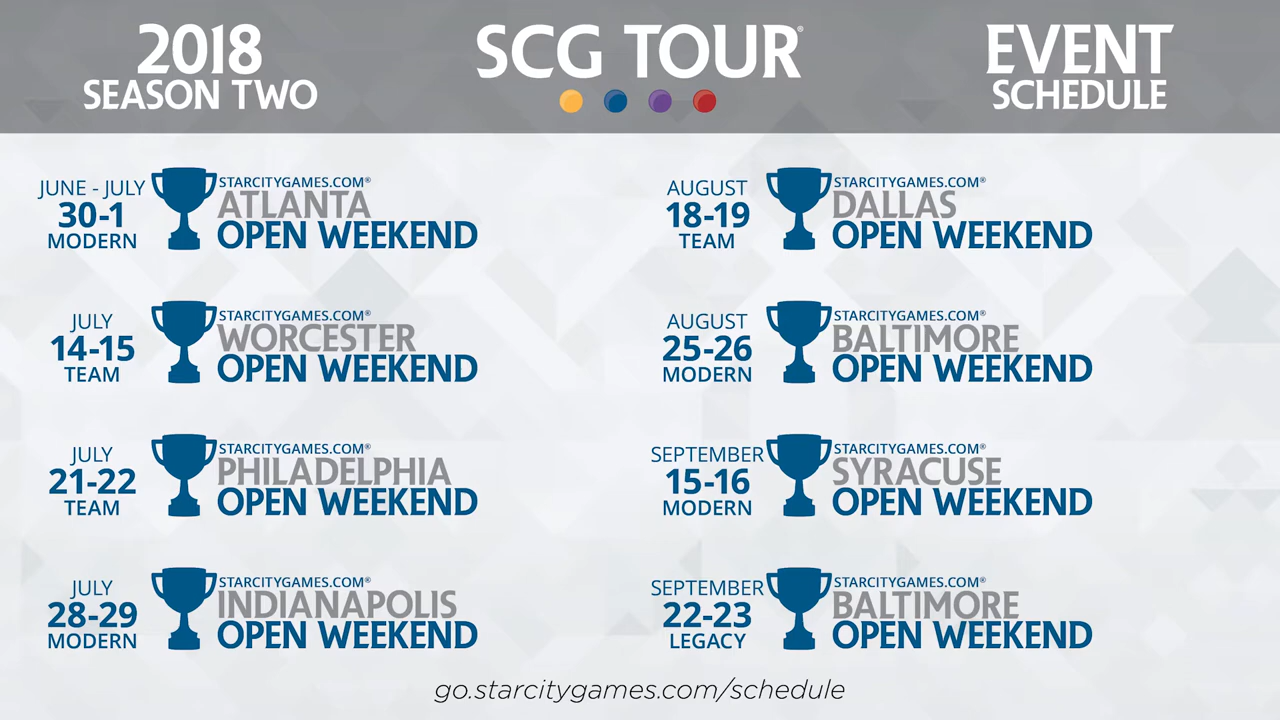 2018
SEASON TWO
SCG TOUR®
EVENT
SCHEDULE
JUNE - JULY
30-1
MODERN
STARCITYGAMES.COM®
ATLANTA
OPEN WEEKEND
JULY
14-15
TEAM
STARCITYGAMES.COM®
WORCESTER
OPEN WEEKEND
JULY
21-22
TEAM
STARCITYGAMES.COM®
PHILADELPHIA
OPEN WEEKEND
JULY
28-29
MODERN
STARCITYGAMES.COM®
INDIANAPOLIS
OPEN WEEKEND
AUGUST
18-19
TEAM
STARCITYGAMES.COM®
DALLAS
OPEN WEEKEND
AUGUST
25-26
MODERN
STARCITYGAMES.COM®
BALTIMORE
OPEN WEEKEND
SEPTEMBER
15-16
MODERN
STARCITYGAMES.COM®
SYRACUSE
OPEN WEEKEND
SEPTEMBER
22-23
LEGACY
STARCITYGAMES.COM®
BALTIMORE
OPEN WEEKEND
go.starcitygames.com/schedule